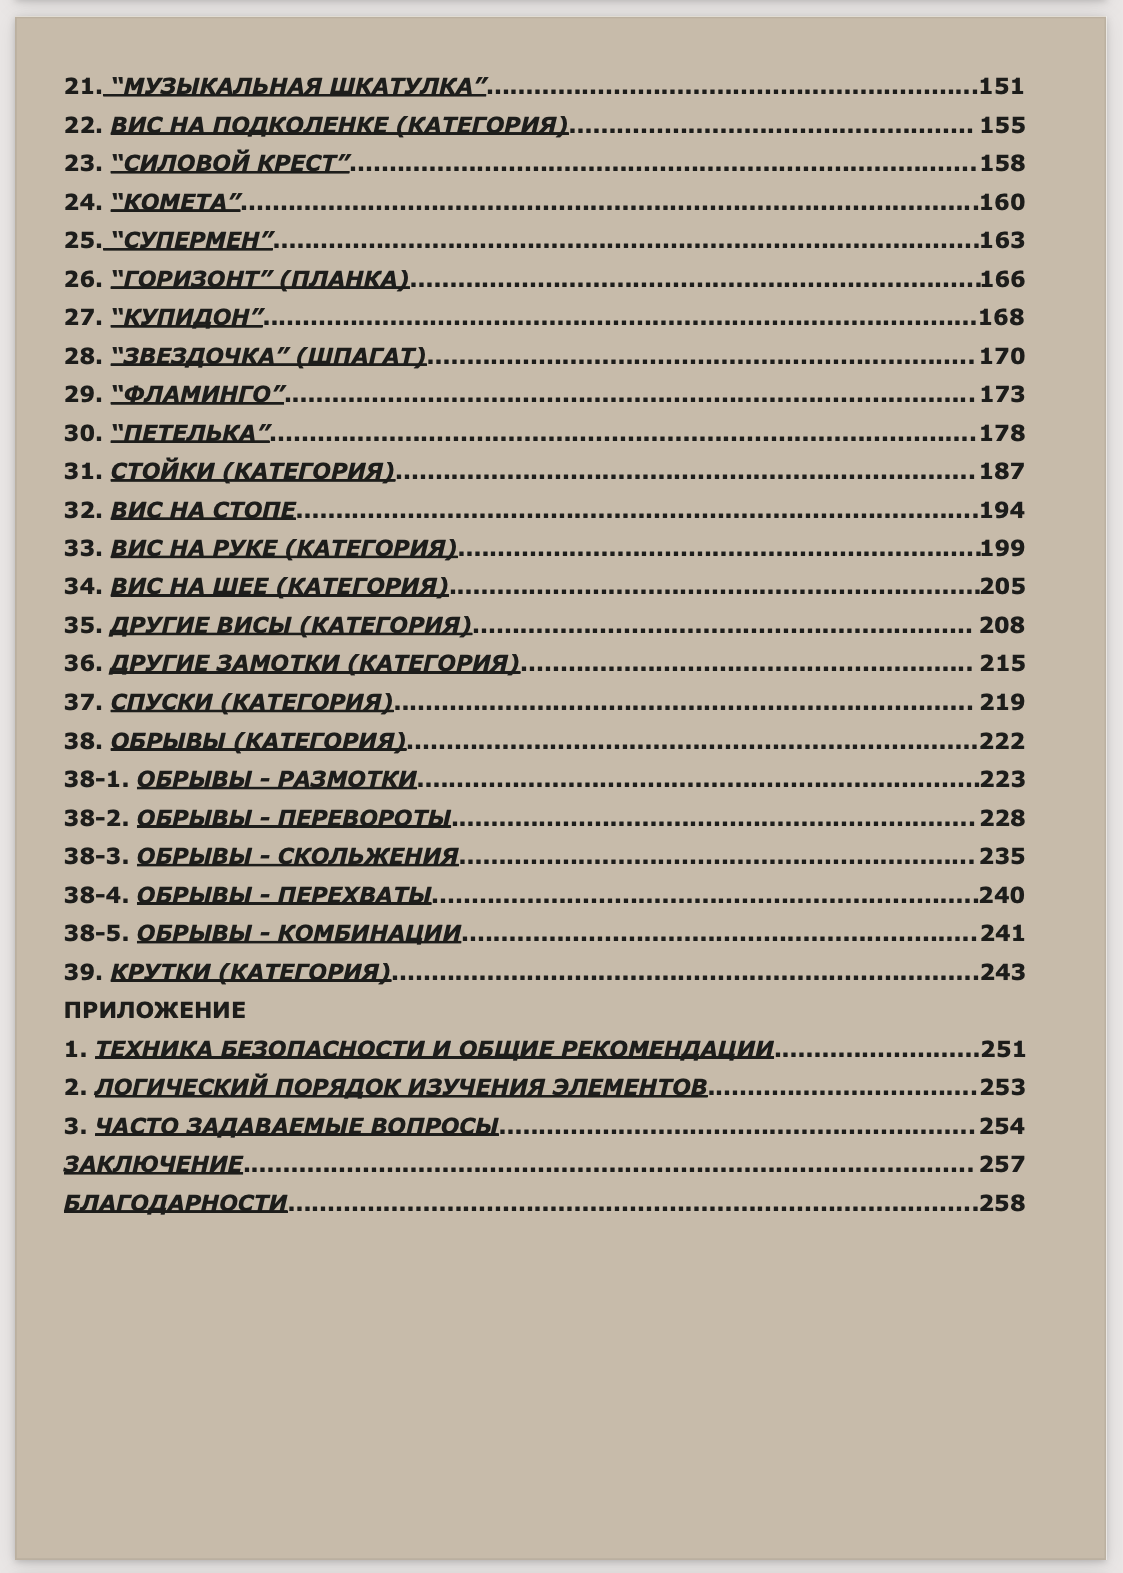 21. “МУЗЫКАЛЬНАЯ ШКАТУЛКА”........................................................151
22. ВИС НА ПОДКОЛЕНКЕ (КАТЕГОРИЯ).............................................. 155
23. “СИЛОВОЙ КРЕСТ”........................................................................158
24. “КОМЕТА”.....................................................................................160
25. “СУПЕРМЕН”.................................................................................163
26. “ГОРИЗОНТ” (ПЛАНКА).................................................................166
27. “КУПИДОН”..................................................................................168
28. “ЗВЕЗДОЧКА” (ШПАГАТ)............................................................... 170
29. “ФЛАМИНГО”................................................................................173
30. “ПЕТЕЛЬКА”.................................................................................178
31. СТОЙКИ (КАТЕГОРИЯ)...................................................................187
32. ВИС НА СТОПЕ..............................................................................194
33. ВИС НА РУКЕ (КАТЕГОРИЯ)...........................................................199
34. ВИС НА ШЕЕ (КАТЕГОРИЯ)............................................................205
35. ДРУГИЕ ВИСЫ (КАТЕГОРИЯ)......................................................... 208
36. ДРУГИЕ ЗАМОТКИ (КАТЕГОРИЯ)................................................... 215
37. СПУСКИ (КАТЕГОРИЯ).................................................................. 219
38. ОБРЫВЫ (КАТЕГОРИЯ).................................................................222
38-1. ОБРЫВЫ - РАЗМОТКИ................................................................223
38-2. ОБРЫВЫ - ПЕРЕВОРОТЫ............................................................228
38-3. ОБРЫВЫ - СКОЛЬЖЕНИЯ........................................................... 235
38-4. ОБРЫВЫ - ПЕРЕХВАТЫ..............................................................240
38-5. ОБРЫВЫ - КОМБИНАЦИИ...........................................................241
39. КРУТКИ (КАТЕГОРИЯ)...................................................................243
ПРИЛОЖЕНИЕ
1. ТЕХНИКА БЕЗОПАСНОСТИ И ОБЩИЕ РЕКОМЕНДАЦИИ.......................251
2. ЛОГИЧЕСКИЙ ПОРЯДОК ИЗУЧЕНИЯ ЭЛЕМЕНТОВ...............................253
3. ЧАСТО ЗАДАВАЕМЫЕ ВОПРОСЫ......................................................254
ЗАКЛЮЧЕНИЕ.................................................................................... 257
БЛАГОДАРНОСТИ...............................................................................258